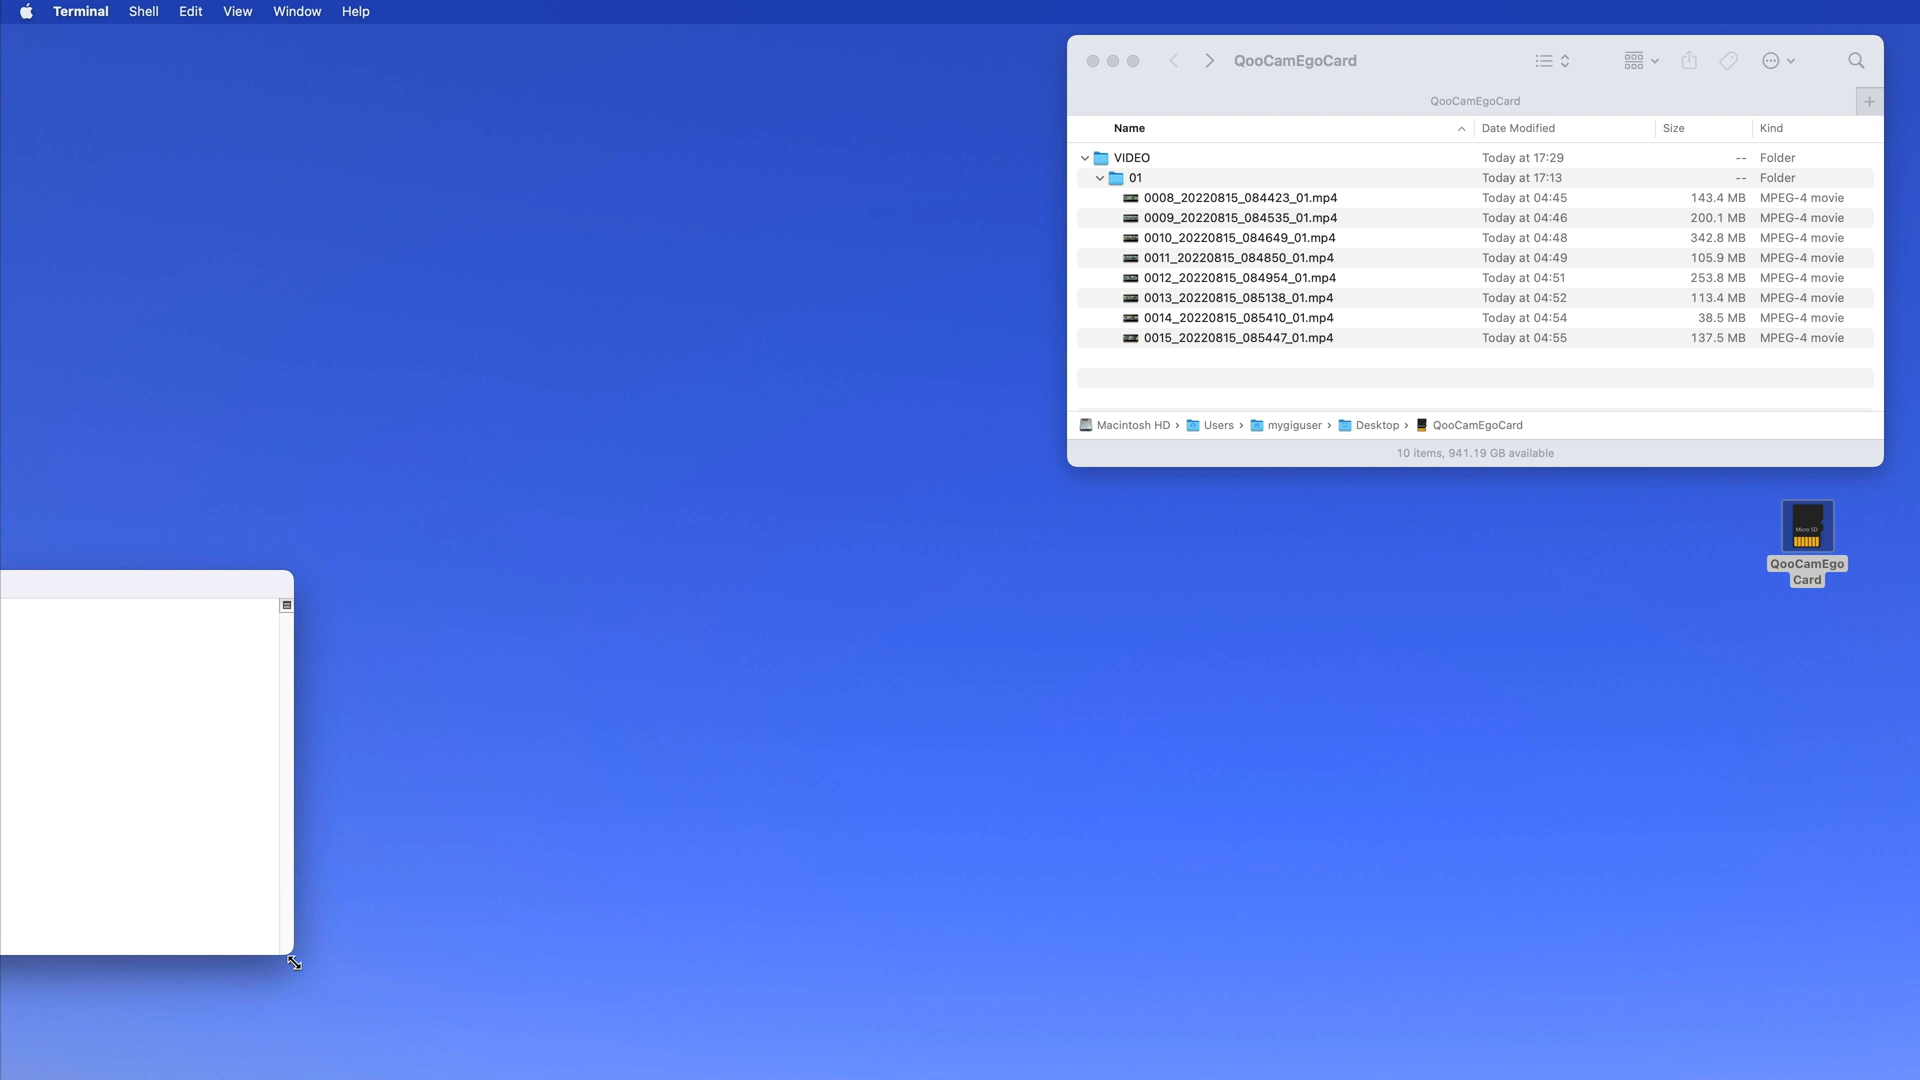 Terminal Shell Edit View Window Help
QooCamEgoCard
QooCamEgoCard
Name Date Modified Size Kind
VIDEO Today at 17:29 -- Folder
01 Today at 17:13 -- Folder
0008_20220815_084423_01.mp4 Today at 04:45 143.4 MB MPEG-4 movie
0009_20220815_084535_01.mp4 Today at 04:46 200.1 MB MPEG-4 movie
0010_20220815_084649_01.mp4 Today at 04:48 342.8 MB MPEG-4 movie
0011_20220815_084850_01.mp4 Today at 04:49 105.9 MB MPEG-4 movie
0012_20220815_084954_01.mp4 Today at 04:51 253.8 MB MPEG-4 movie
0013_20220815_085138_01.mp4 Today at 04:52 113.4 MB MPEG-4 movie
0014_20220815_085410_01.mp4 Today at 04:54 38.5 MB MPEG-4 movie
0015_20220815_085447_01.mp4 Today at 04:55 137.5 MB MPEG-4 movie
Macintosh HD › Users › mygiguser › Desktop › QooCamEgoCard
10 items, 941.19 GB available
Micro SD
QooCamEgo
Card